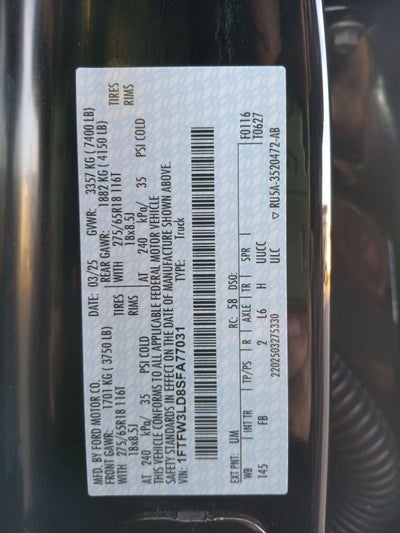 MFD. BY FORD MOTOR CO.
DATE: 03/25 GVWR: 3357 KG ( 7400 LB)
FRONT GAWR: 1701 KG ( 3750 LB) REAR GAWR: 1882 KG ( 4150 LB)
WITH 275/65R18 116T TIRES WITH 275/65R18 116T TIRES
18x8.5J RIMS 18x8.5J RIMS
AT 240 kPa/ 35 PSI COLD AT 240 kPa/ 35 PSI COLD
THIS VEHICLE CONFORMS TO ALL APPLICABLE FEDERAL MOTOR VEHICLE
SAFETY STANDARDS IN EFFECT ON THE DATE OF MANUFACTURE SHOWN ABOVE.
VIN: 1FTFW3LD8SFA77031 TYPE: Truck
F0116
T0627
EXT PNT: UM RC: 5B DSO:
WB INT TR TP/PS R AXLE TR SPR
145 FB 2 L6 H UUCC
ULC
2202503275330 ▽ RU5A-3520472-AB